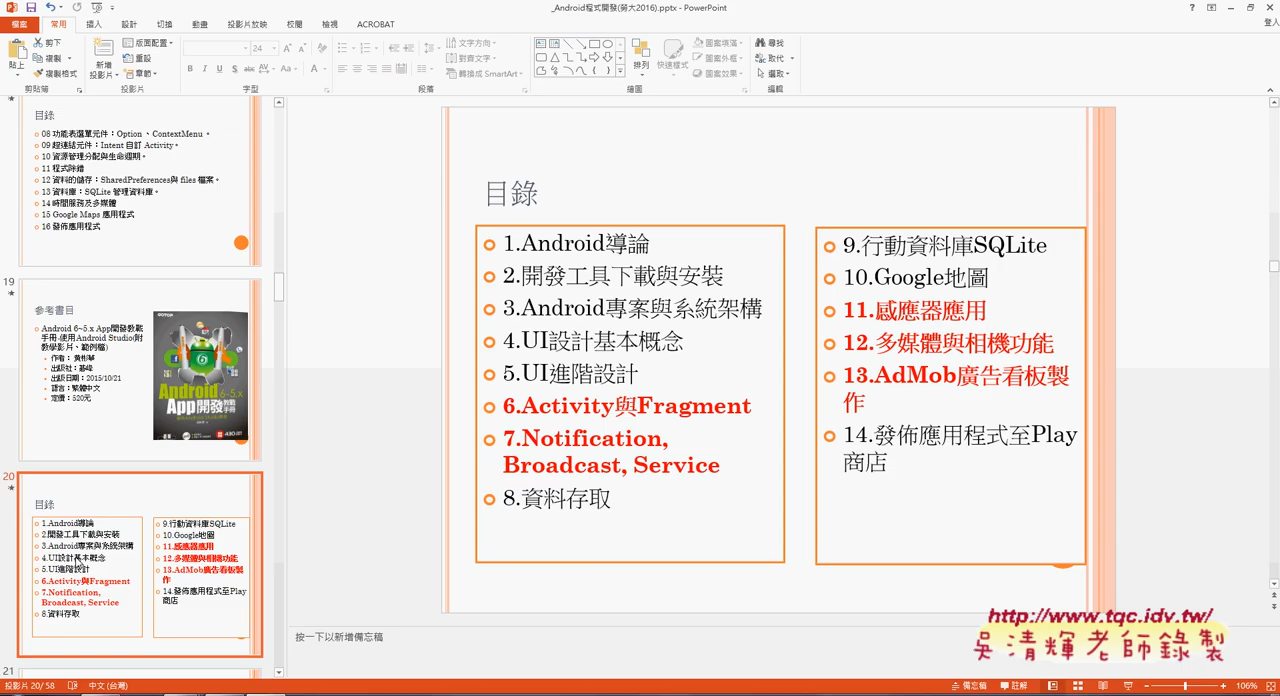 _Android程式開發(勞大2016).pptx - PowerPoint
登入
檔案 常用 插入 設計 切換 動畫 投影片放映 校閱 檢視 ACROBAT
貼上
剪下
複製
複製格式
剪貼簿
新增
投影片
版面配置
重設
章節
投影片
24
B I U S abc AV Aa A
字型
文字方向
對齊文字
轉換成 SmartArt
段落
排列
快速樣式
圖案填滿
圖案外框
圖案效果
繪圖
尋找
取代
選取
編輯
目錄
08 功能表選單元件：Option 、ContextMenu 。
09 超連結元件：Intent 自訂 Activity。
10 資源管理分配與生命週期。
11 程式除錯
12 資料的儲存：SharedPreferences與 files 檔案。
13 資料庫：SQLite 管理資料庫。
14 時間服務及多媒體
15 Google Maps 應用程式
16 發佈應用程式
19
參考書目
Android 6~5.x App開發教戰
手冊-使用Android Studio(附
教學影片、範例檔)
作者：黃彬華
出版社：碁峰
出版日期：2015/10/21
語言：繁體中文
定價：520元
GOTOP
Android 6~5.x
App開發教戰
手冊
20
目錄
1.Android導論
2.開發工具下載與安裝
3.Android專案與系統架構
4.UI設計基本概念
5.UI進階設計
6.Activity與Fragment
7.Notification,
Broadcast, Service
8.資料存取
9.行動資料庫SQLite
10.Google地圖
11.感應器應用
12.多媒體與相機功能
13.AdMob廣告看板製
作
14.發佈應用程式至Play
商店
21
目錄
1.Android導論
2.開發工具下載與安裝
3.Android專案與系統架構
4.UI設計基本概念
5.UI進階設計
6.Activity與Fragment
7.Notification,
Broadcast, Service
8.資料存取
9.行動資料庫SQLite
10.Google地圖
11.感應器應用
12.多媒體與相機功能
13.AdMob廣告看板製
作
14.發佈應用程式至Play
商店
按一下以新增備忘稿
http://www.tqc.idv.tw/
吳清輝老師錄製
投影片 20/58 中文 (台灣)
備忘稿 註解 106%